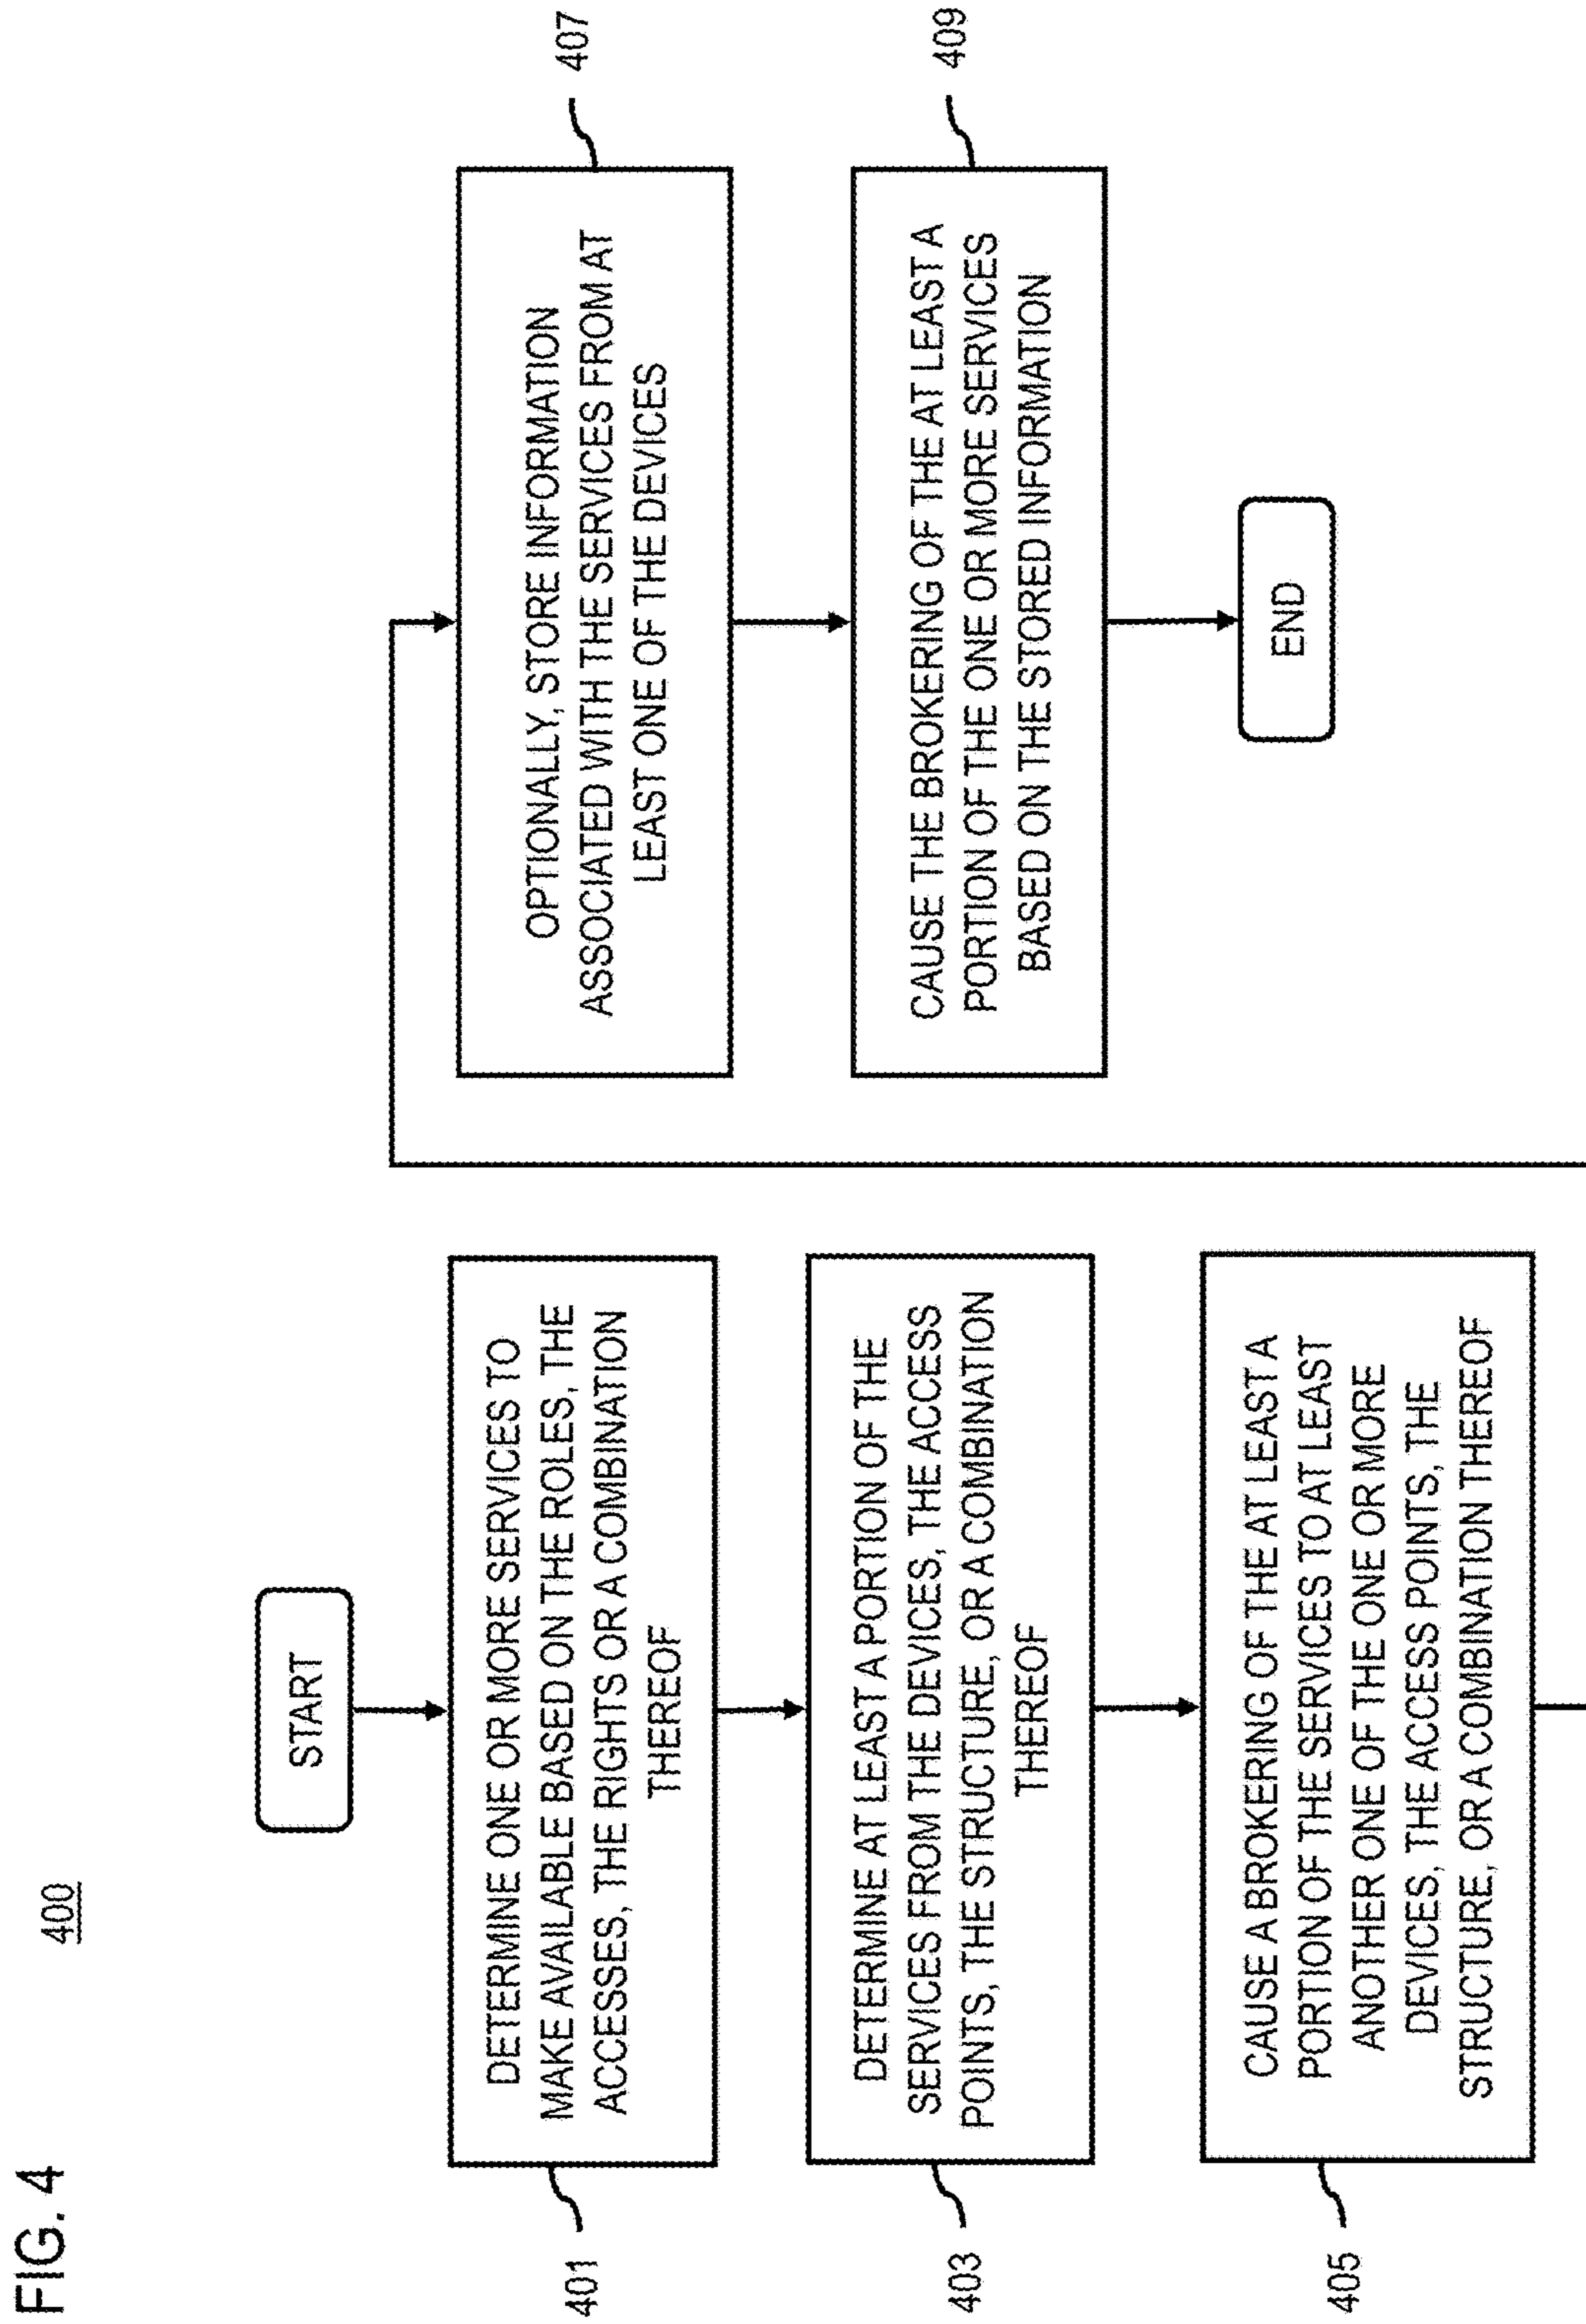 FIG. 4
400
START
DETERMINE ONE OR MORE SERVICES TO
MAKE AVAILABLE BASED ON THE ROLES, THE
ACCESSES, THE RIGHTS OR A COMBINATION
THEREOF
401
DETERMINE AT LEAST A PORTION OF THE
SERVICES FROM THE DEVICES, THE ACCESS
POINTS, THE STRUCTURE, OR A COMBINATION
THEREOF
403
CAUSE A BROKERING OF THE AT LEAST A
PORTION OF THE SERVICES TO AT LEAST
ANOTHER ONE OF THE ONE OR MORE
DEVICES, THE ACCESS POINTS, THE
STRUCTURE, OR A COMBINATION THEREOF
405
OPTIONALLY, STORE INFORMATION
ASSOCIATED WITH THE SERVICES FROM AT
LEAST ONE OF THE DEVICES
407
CAUSE THE BROKERING OF THE AT LEAST A
PORTION OF THE ONE OR MORE SERVICES
BASED ON THE STORED INFORMATION
409
END